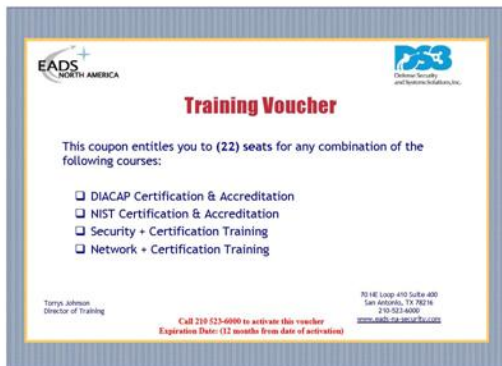 EADS
NORTH AMERICA
DS3
Defense Security
and Systems Solutions, Inc.
Training Voucher
This coupon entitles you to (22) seats for any combination of the
following courses:
❑ DIACAP Certification & Accreditation
❑ NIST Certification & Accreditation
❑ Security + Certification Training
❑ Network + Certification Training
Torrys Johnson
Director of Training
Call 210 523-6000 to activate this voucher
Expiration Date: (12 months from date of activation)
70 NE Loop 410 Suite 400
San Antonio, TX 78216
210-523-6000
www.eads-na-security.com